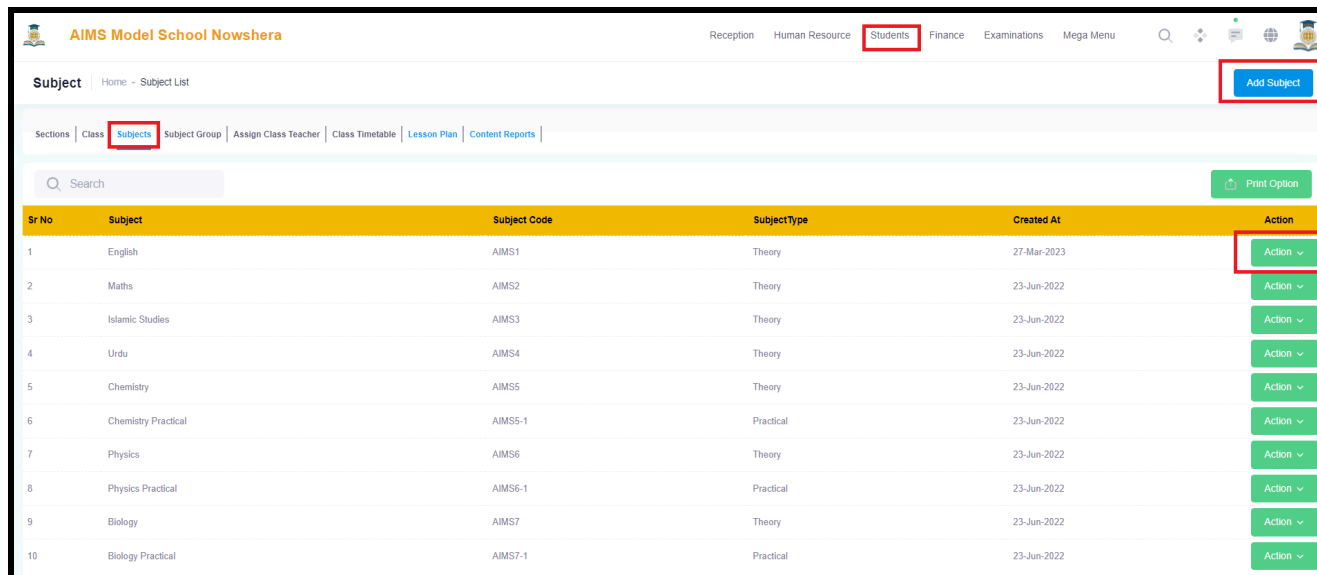 AIMS Model School Nowshera Reception Human Resource Students Finance Examinations Mega Menu
Subject Home - Subject List Add Subject
Sections Class Subjects Subject Group Assign Class Teacher Class Timetable Lesson Plan Content Reports
Search Print Option
Sr No Subject Subject Code SubjectType Created At Action
1 English AIMS1 Theory 27-Mar-2023 Action
2 Maths AIMS2 Theory 23-Jun-2022 Action
3 Islamic Studies AIMS3 Theory 23-Jun-2022 Action
4 Urdu AIMS4 Theory 23-Jun-2022 Action
5 Chemistry AIMS5 Theory 23-Jun-2022 Action
6 Chemistry Practical AIMS5-1 Practical 23-Jun-2022 Action
7 Physics AIMS6 Theory 23-Jun-2022 Action
8 Physics Practical AIMS6-1 Practical 23-Jun-2022 Action
9 Biology AIMS7 Theory 23-Jun-2022 Action
10 Biology Practical AIMS7-1 Practical 23-Jun-2022 Action